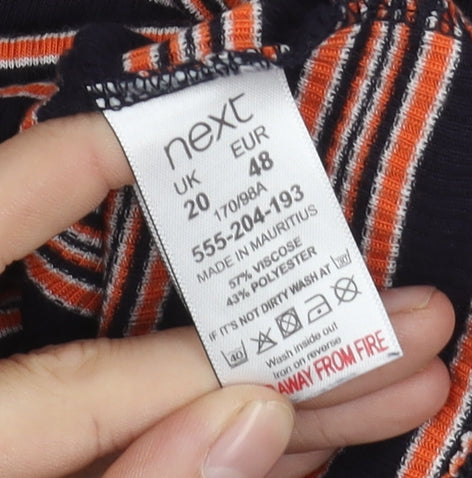 next
UK EUR
20 48
170/98A
555-204-193
MADE IN MAURITIUS
57% VISCOSE
43% POLYESTER
IF IT'S NOT DIRTY WASH AT 30
40
Wash inside out
Iron on reverse
AWAY FROM FIRE